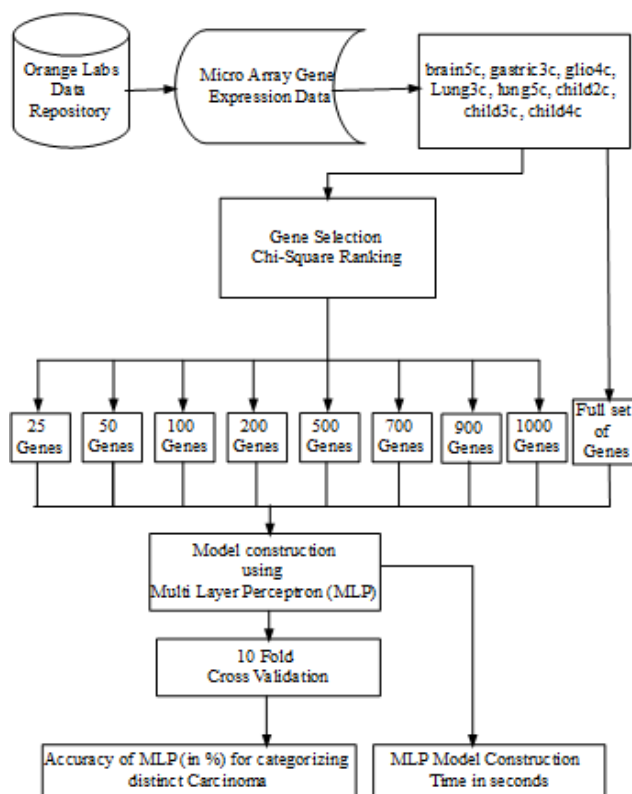 Orange Labs
Data
Repository
Micro Array Gene
Expression Data
brain5c, gastric3c, glio4c,
Lung3c, lung5c, child2c,
child3c, child4c
Gene Selection
Chi-Square Ranking
25
Genes
50
Genes
100
Genes
200
Genes
500
Genes
700
Genes
900
Genes
1000
Genes
Full set
of
Genes
Model construction
using
Multi Layer Perceptron (MLP)
10 Fold
Cross Validation
Accuracy of MLP (in %) for categorizing
distinct Carcinoma
MLP Model Construction
Time in seconds